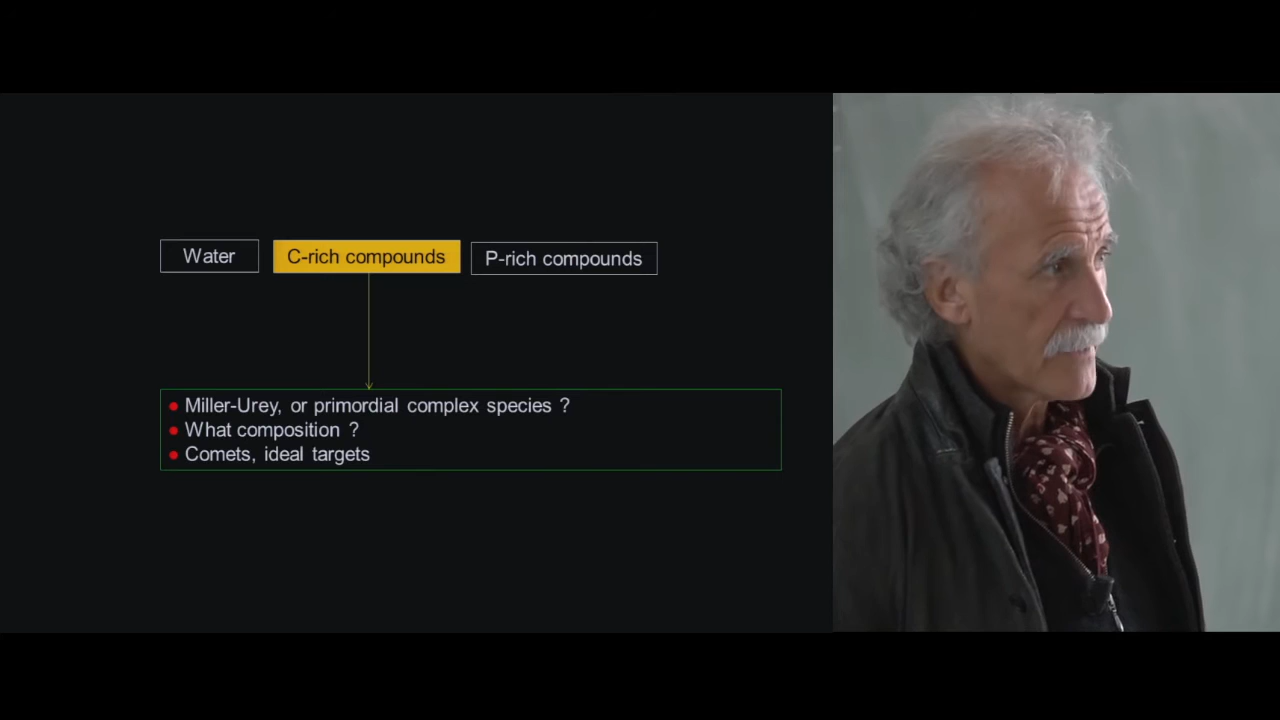 Water
C-rich compounds
P-rich compounds
Miller-Urey, or primordial complex species ?
What composition ?
Comets, ideal targets